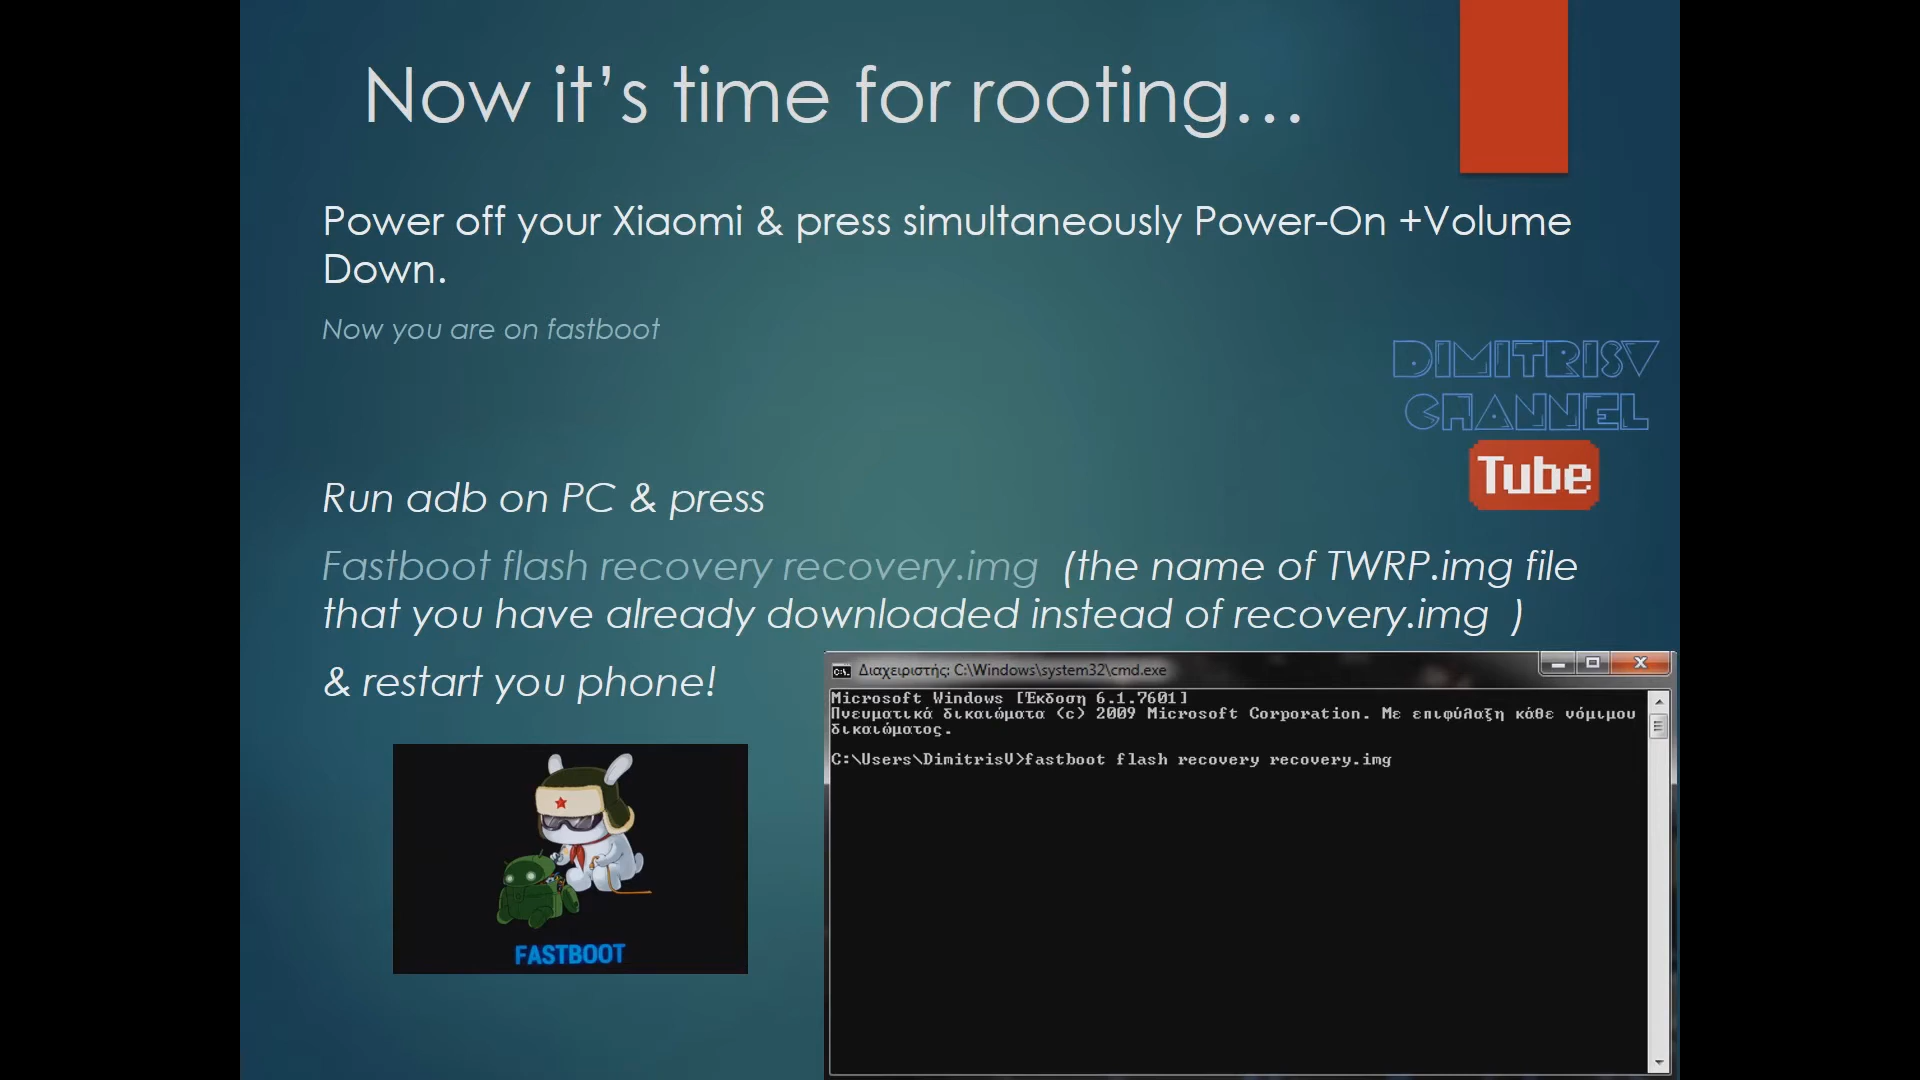 Now it’s time for rooting…
Power off your Xiaomi & press simultaneously Power-On +Volume
Down.
Now you are on fastboot
DIMITRISV
CHANNEL
Tube
Run adb on PC & press
Fastboot flash recovery recovery.img (the name of TWRP.img file
that you have already downloaded instead of recovery.img )
& restart you phone!
FASTBOOT
C:\.
Διαχειριστής: C:\Windows\system32\cmd.exe
Microsoft Windows [Έκδοση 6.1.7601]
Πνευματικά δικαιώματα (c) 2009 Microsoft Corporation. Με επιφύλαξη κάθε νόμιμου
δικαιώματος.
C:\Users\DimitrisV>fastboot flash recovery recovery.img